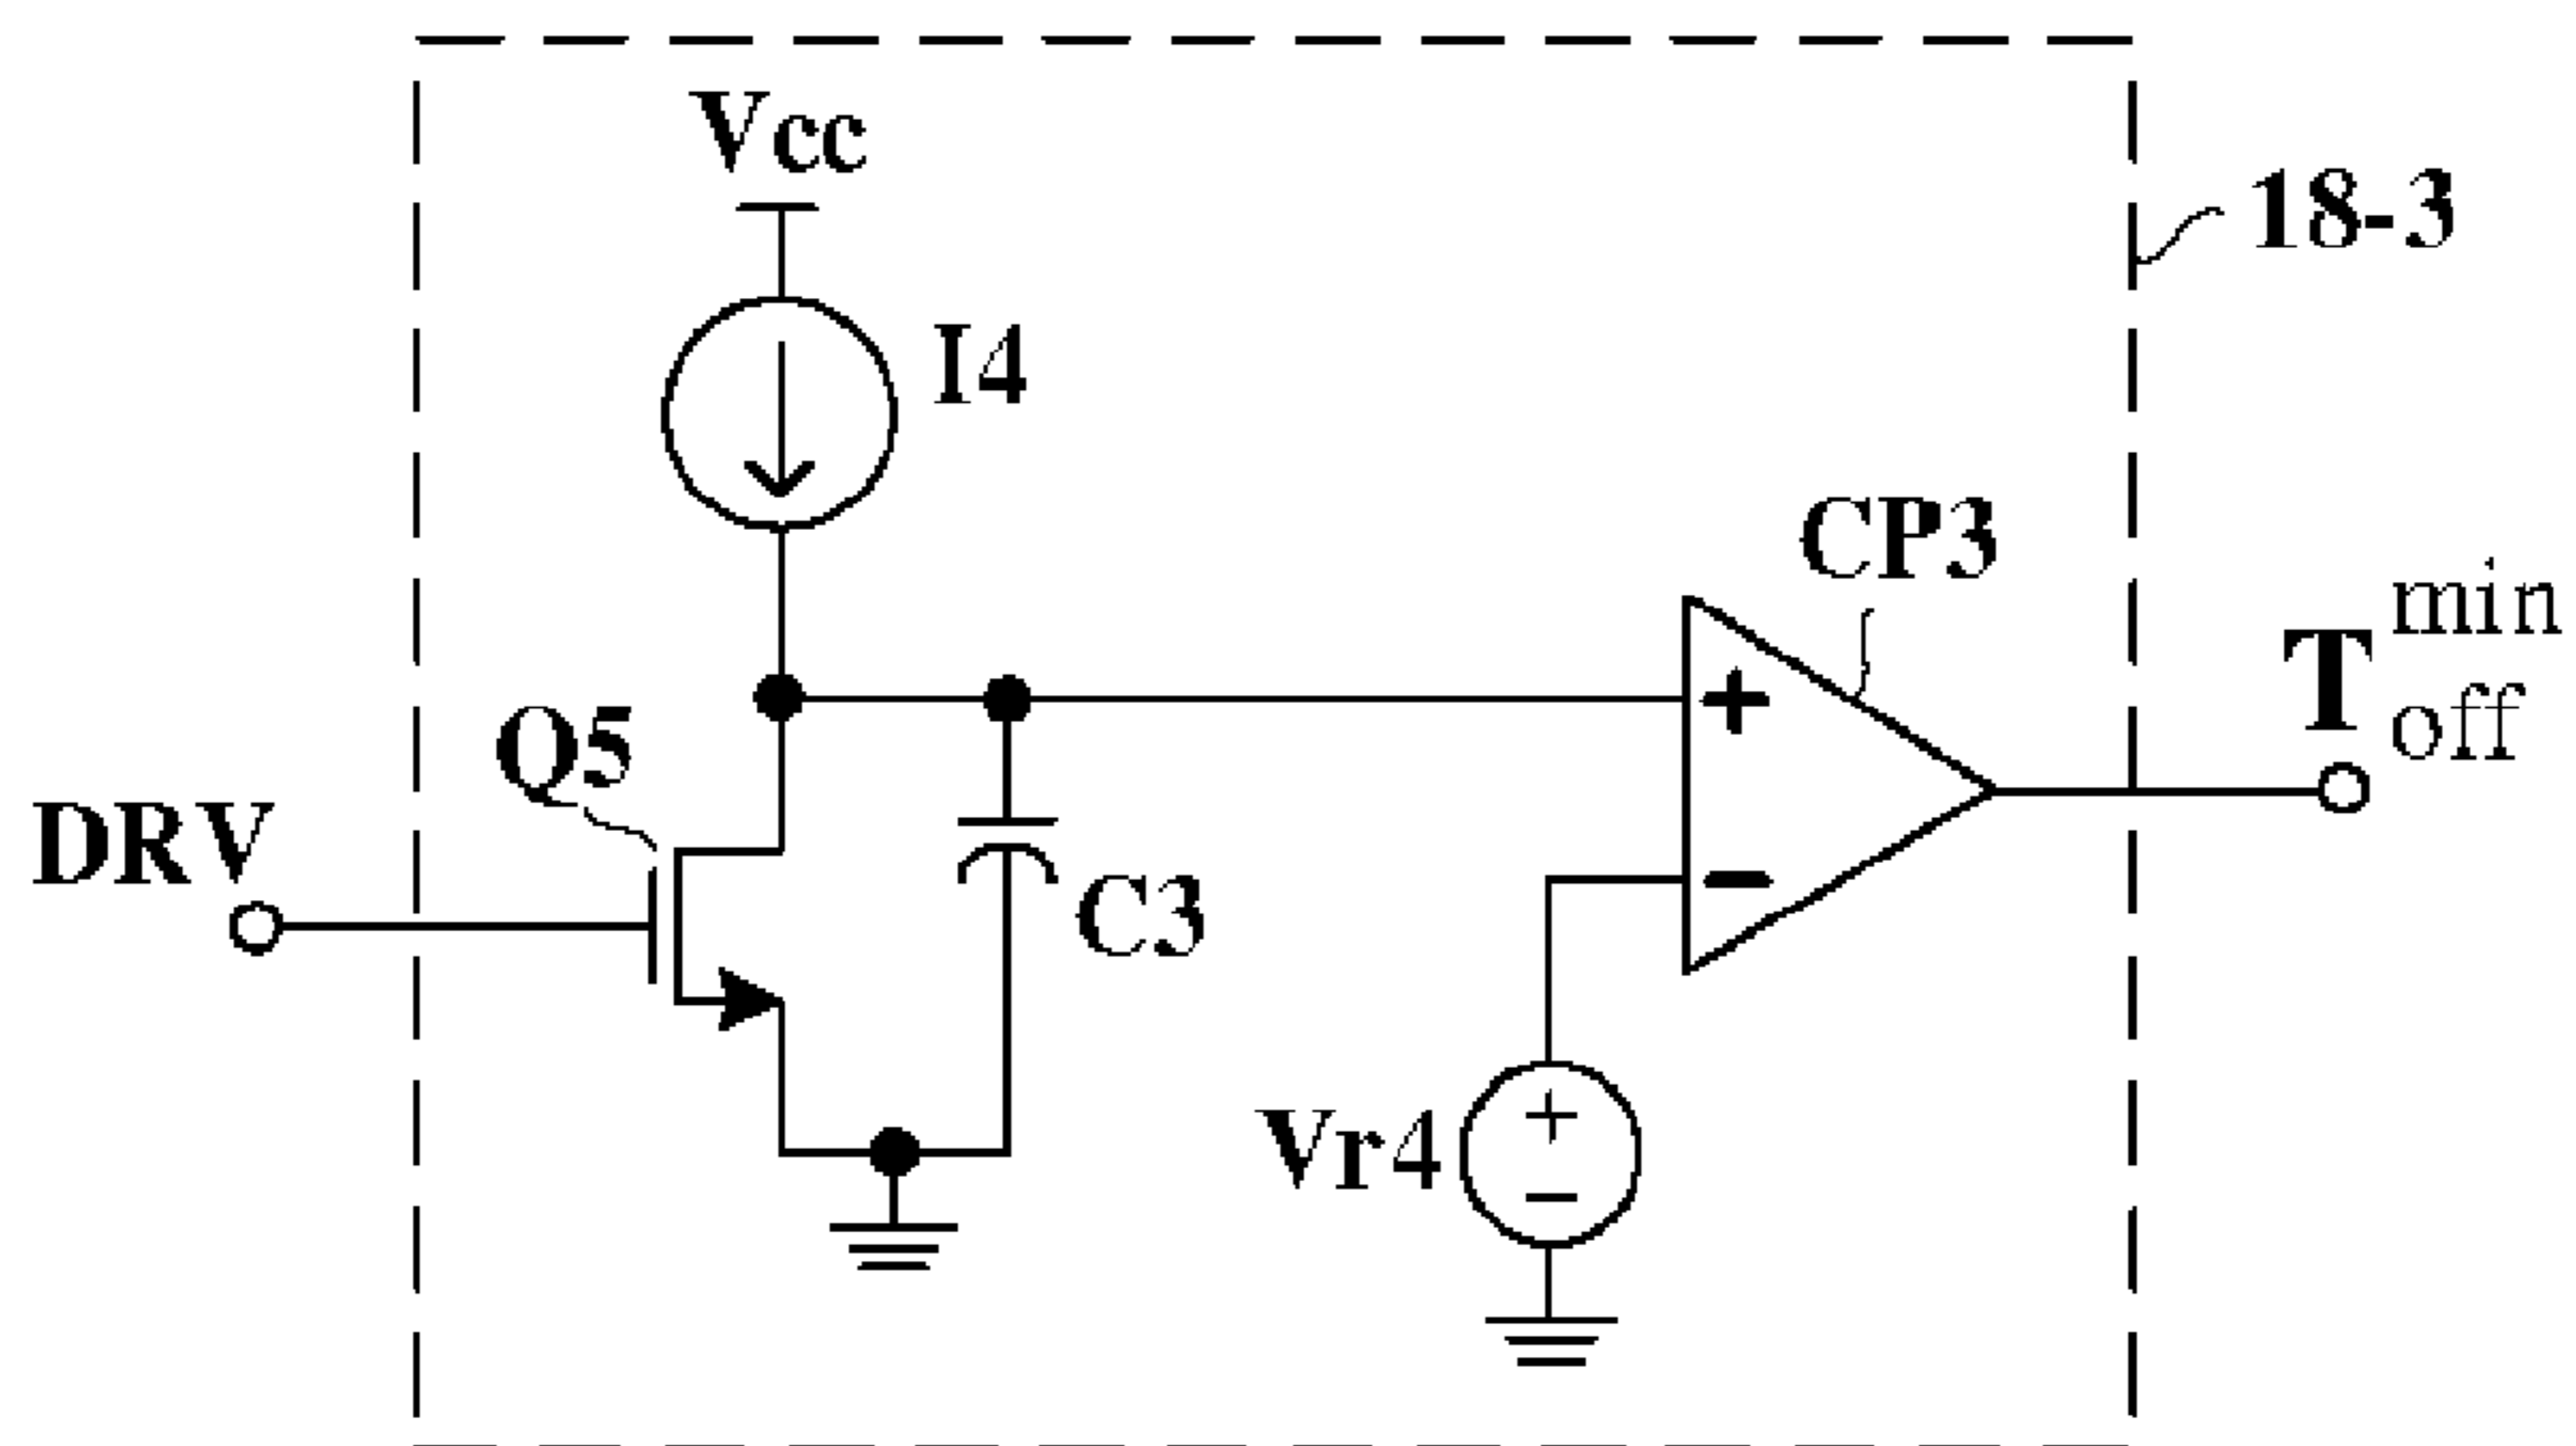 Vcc
18-3
I4
CP3
T min off
Q5
DRV
+
−
C3
Vr4
+
−